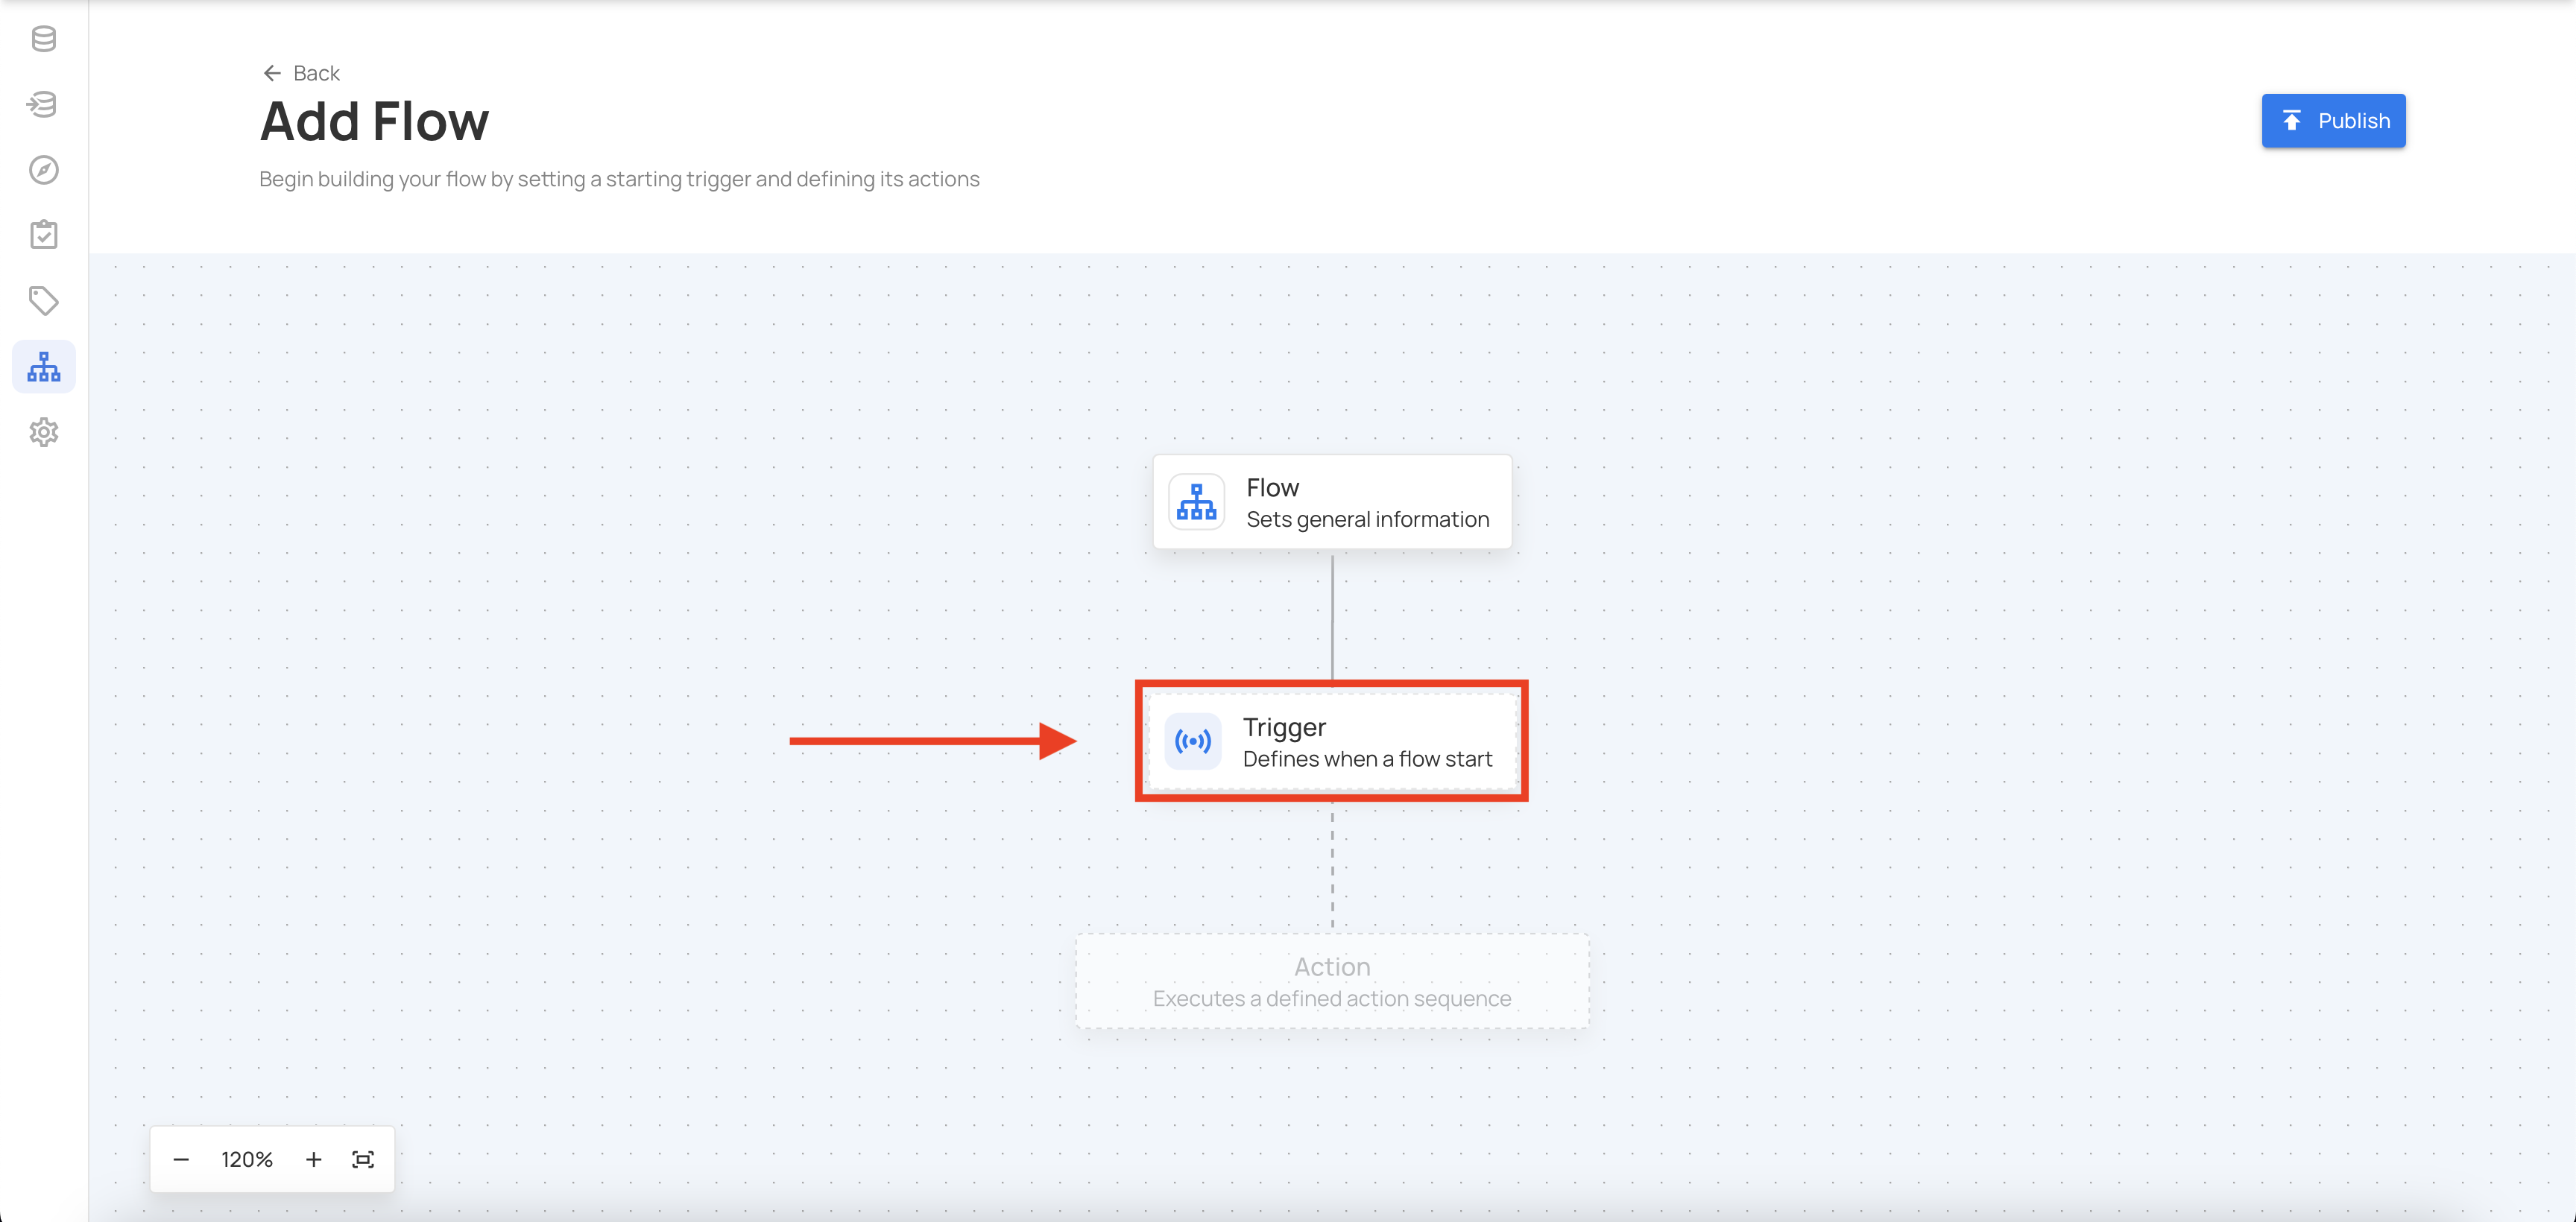 Back
Add Flow
Publish
Begin building your flow by setting a starting trigger and defining its actions
Flow
Sets general information
Trigger
Defines when a flow start
Action
Executes a defined action sequence
120%